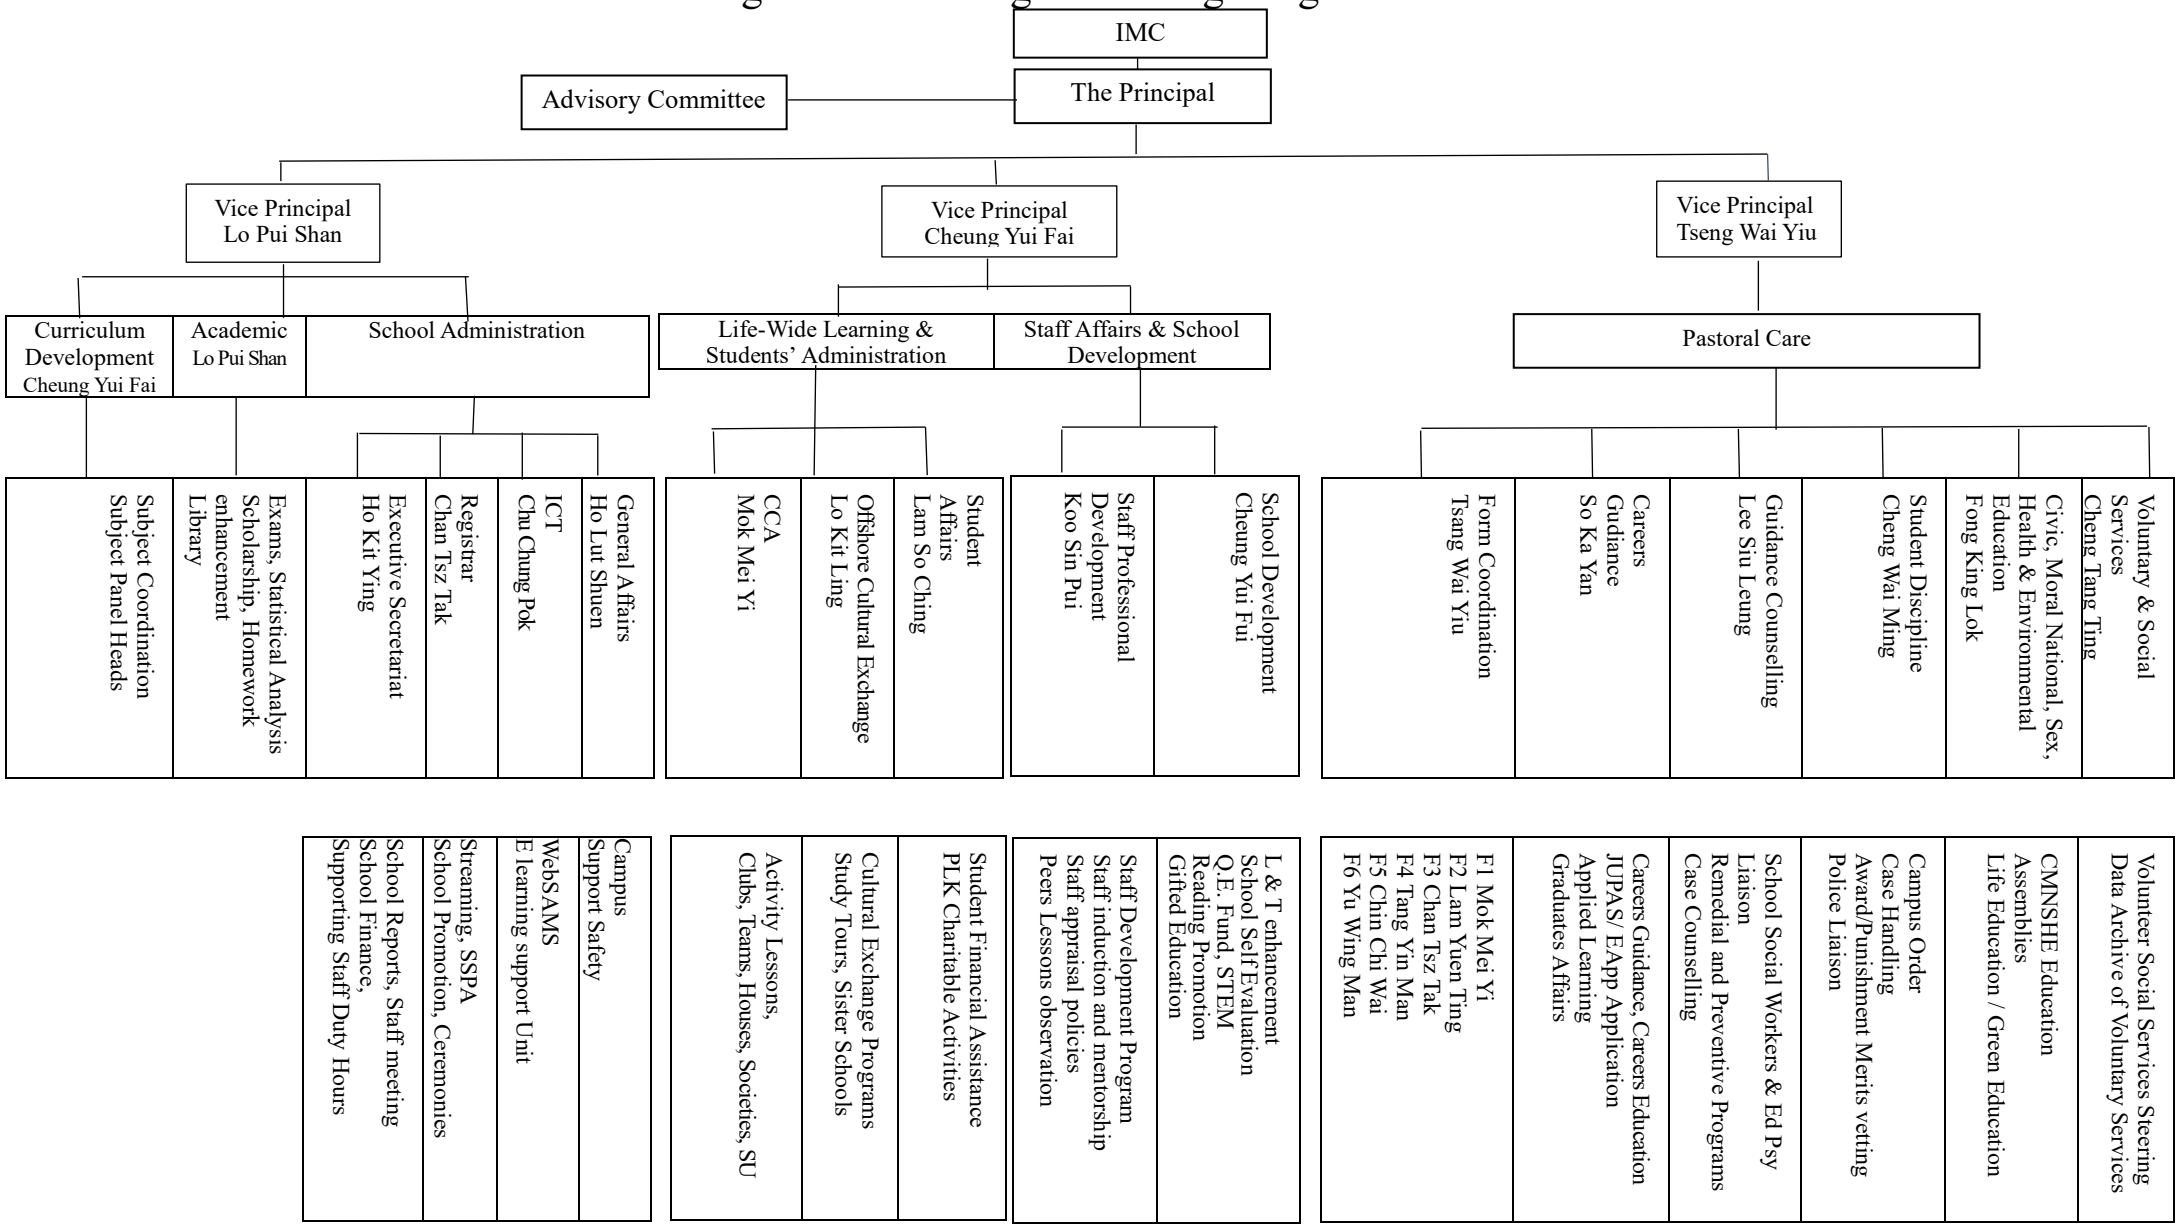 IMC
Advisory Committee
The Principal
Vice Principal
Lo Pui Shan
Vice Principal
Cheung Yui Fai
Vice Principal
Tseng Wai Yiu
Curriculum
Development
Cheung Yui Fai
Academic
Lo Pui Shan
School Administration
Life-Wide Learning &
Students’ Administration
Staff Affairs & School
Development
Pastoral Care
Subject Coordination
Subject Panel Heads
Exams, Statistical Analysis
Scholarship, Homework
enhancement
Library
Executive Secretariat
Ho Kit Ying
Registrar
Chan Tsz Tak
ICT
Chu Chung Pok
General Affairs
Ho Lut Shuen
CCA
Mok Mei Yi
Offshore Cultural Exchange
Lo Kit Ling
Student
Affairs
Lam So Ching
Staff Professional
Development
Koo Sin Pui
School Development
Cheung Yui Fui
Form Coordination
Tsang Wai Yiu
Careers
Gudiance
So Ka Yan
Guidance Counselling
Lee Siu Leung
Student Discipline
Cheng Wai Ming
Civic, Moral National, Sex,
Health & Environmental
Education
Fong King Lok
Voluntary & Social
Services
Cheng Tang Ting
School Reports, Staff meeting
School Finance,
Supporting Staff Duty Hours
Streaming, SSPA
School Promotion, Ceremonies
WebSAMS
E learning support Unit
Campus
Support Safety
Activity Lessons,
Clubs, Teams, Houses, Societies, SU
Cultural Exchange Programs
Study Tours, Sister Schools
Student Financial Assistance
PLK Charitable Activities
Staff Development Program
Staff induction and mentorship
Staff appraisal policies
Peers Lessons observation
L & T enhancement
School Self Evaluation
Q.E. Fund, STEM
Reading Promotion
Gifted Education
F1 Mok Mei Yi
F2 Lam Yuen Ting
F3 Chan Tsz Tak
F4 Tang Yin Man
F5 Chin Chi Wai
F6 Yu Wing Man
Careers Guidance, Careers Education
JUPAS/ EApp Application
Applied Learning
Graduates Affairs
School Social Workers & Ed Psy
Liaison
Remedial and Preventive Programs
Case Counselling
Campus Order
Case Handling
Award/Punishment Merits vetting
Police Liaison
CMNSHE Education
Assemblies
Life Education / Green Education
Volunteer Social Services Steering
Data Archive of Voluntary Services